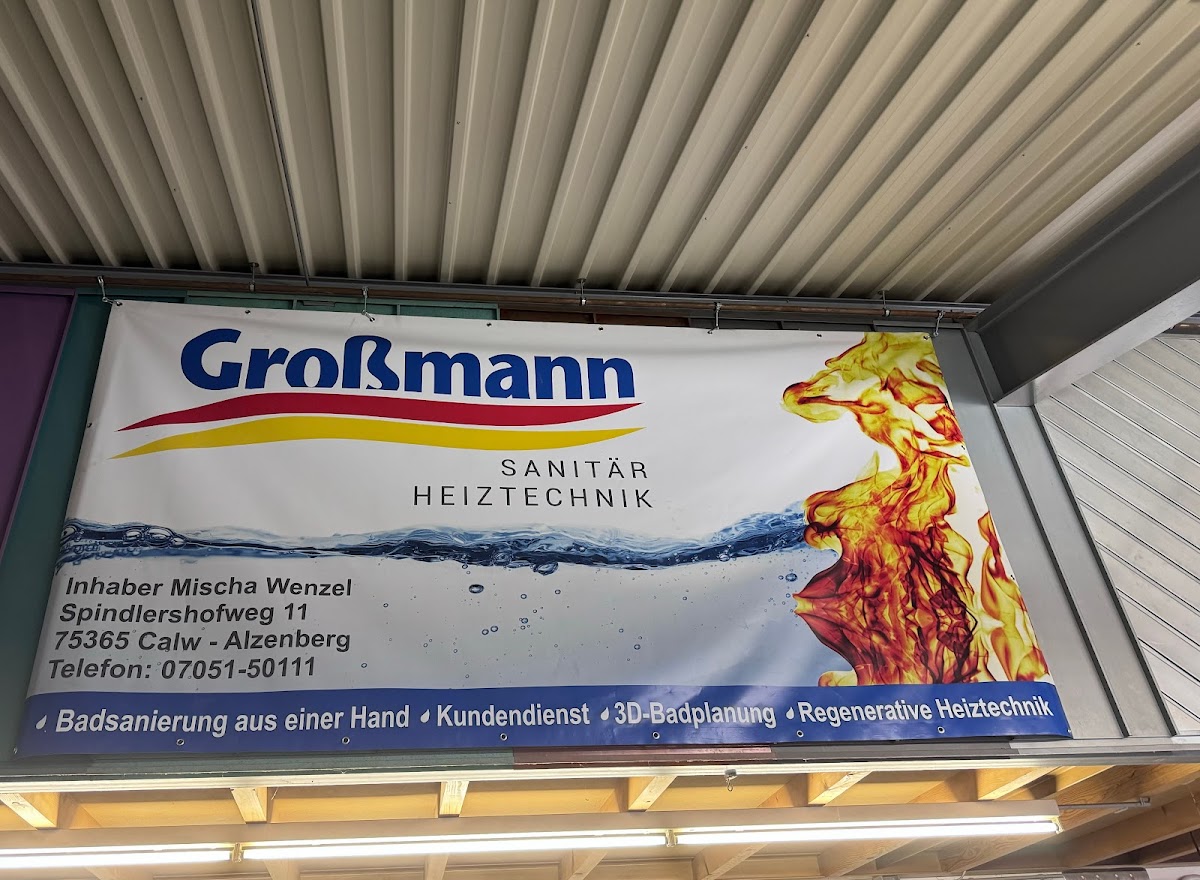 Großmann
SANITÄR
HEIZTECHNIK
Inhaber Mischa Wenzel
Spindlershofweg 11
75365 Calw - Alzenberg
Telefon: 07051-50111
Badsanierung aus einer Hand Kundendienst 3D-Badplanung Regenerative Heiztechnik